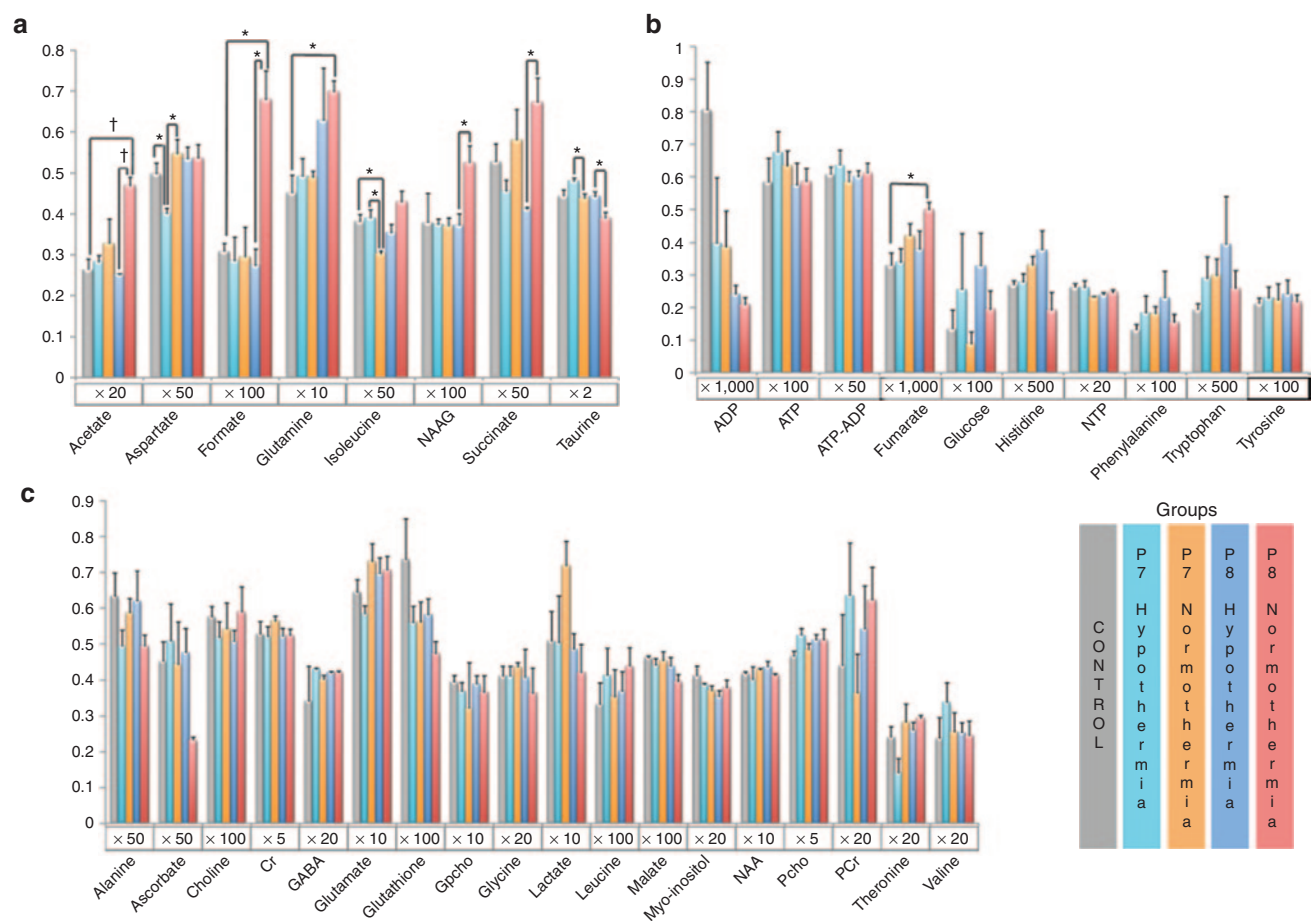 a
0.8
0.7
0.6
0.5
0.4
0.3
0.2
0.1
0
† † * * * * * * * * * * * *
× 20 × 50 × 100 × 10 × 50 × 100 × 50 × 2
Acetate Aspartate Formate Glutamine Isoleucine NAAG Succinate Taurine
b
1
0.9
0.8
0.7
0.6
0.5
0.4
0.3
0.2
0.1
0
*
× 1,000 × 100 × 50 × 1,000 × 100 × 500 × 20 × 100 × 500 × 100
ADP ATP ATP-ADP Fumarate Glucose Histidine NTP Phenylalanine Tryptophan Tyrosine
c
0.9
0.8
0.7
0.6
0.5
0.4
0.3
0.2
0.1
0
× 50 × 50 × 100 × 5 × 20 × 10 × 100 × 10 × 20 × 10 × 100 × 100 × 20 × 10 × 5 × 20 × 20 × 20
Alanine Ascorbate Choline Cr GABA Glutamate Glutathione Gpcho Glycine Lactate Leucine Malate Myo-inositol NAA Pcho PCr Theronine Valine
Groups
CONTROL
P7 Hypothermia
P7 Normothermia
P8 Hypothermia
P8 Normothermia